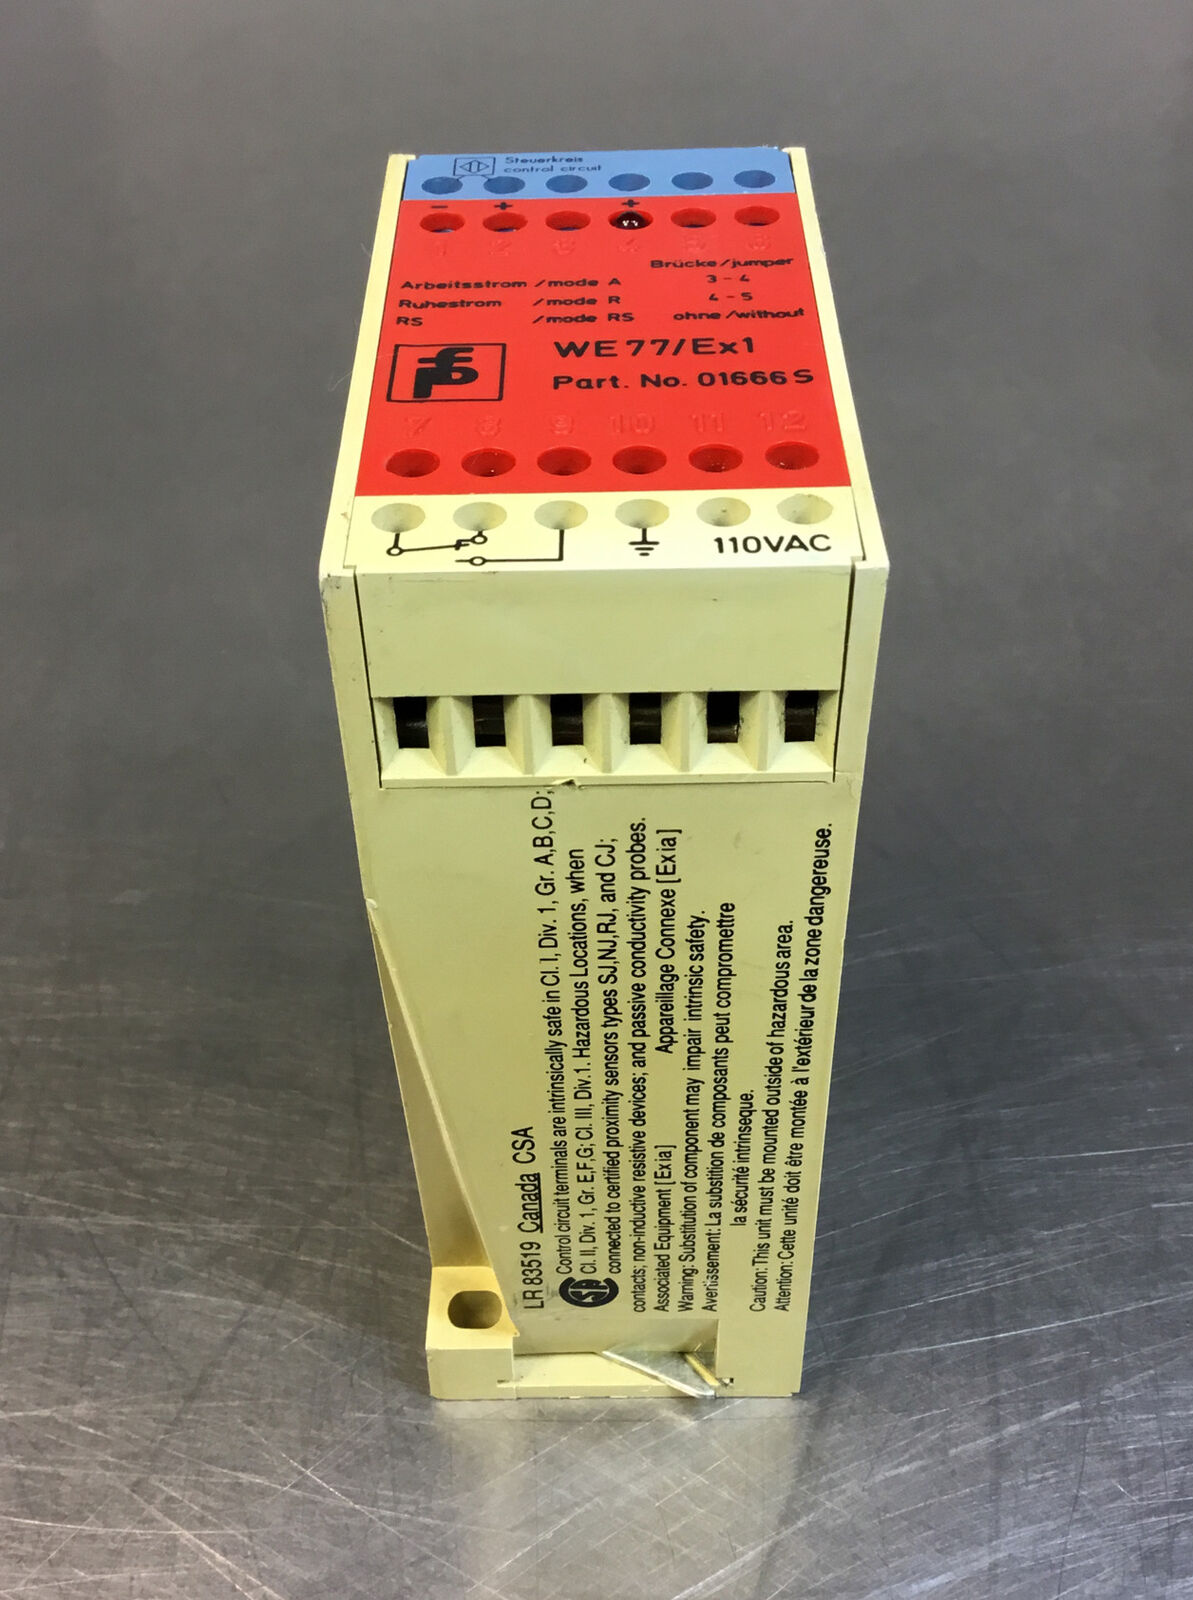 Steuerkreis
control circuit
- + +
1 2 3 4 5 6
Brücke/jumper
Arbeitsstrom /mode A 3-4
Ruhestrom /mode R 4-5
RS /mode RS ohne/without
WE77/Ex1
Part. No. 01666S
7 8 9 10 11 12
110VAC
LR 83519 Canada CSA
Control circuit terminals are intrinsically safe in Cl. I, Div. 1, Gr. A,B,C,D;
Cl. II, Div. 1, Gr. E,F,G; Cl. III, Div.1. Hazardous Locations, when
connected to certified proximity sensors types SJ,NJ,RJ, and CJ;
contacts; non-inductive resistive devices; and passive conductivity probes.
Associated Equipment [Exia] Appareillage Connexe [Exia]
Warning: Substitution of component may impair intrinsic safety.
Avertissement: La substition de composants peut compromettre
la sécurité intrinseque.
Caution: This unit must be mounted outside of hazardous area.
Attention: Cette unité doit être montée à l'extérieur de la zone dangereuse.